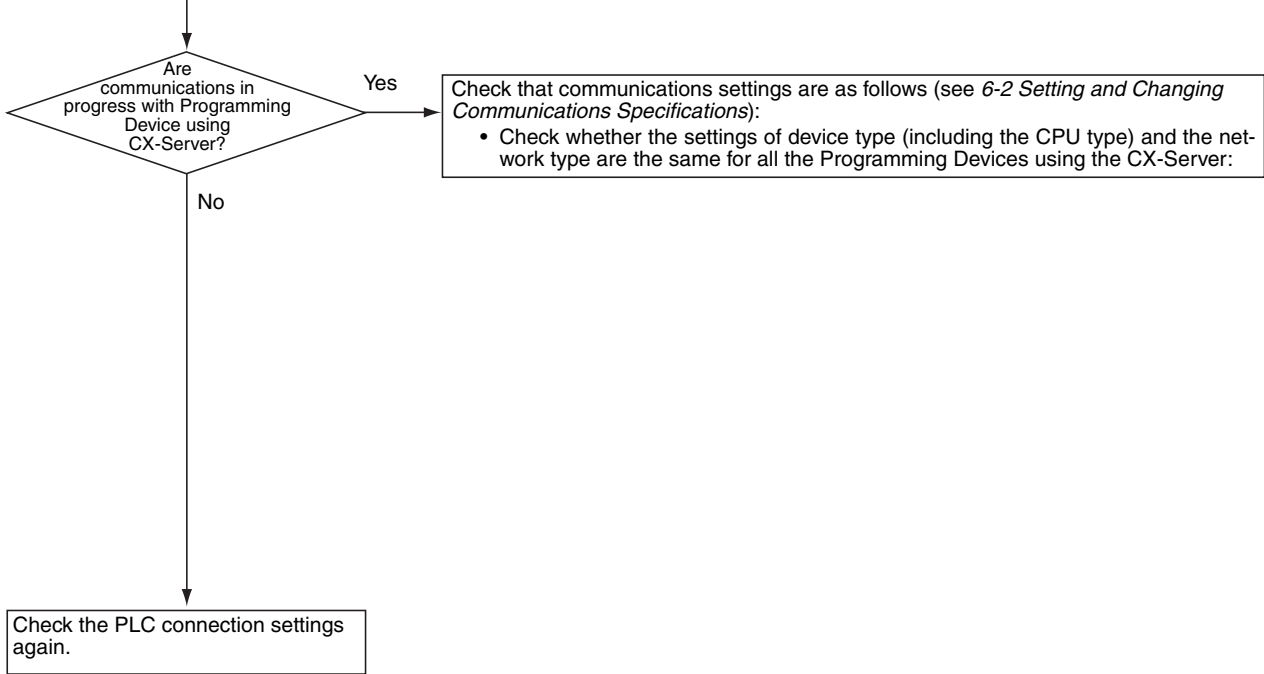 Are
communications in
progress with Programming
Device using
CX-Server?
Yes
Check that communications settings are as follows (see 6-2 Setting and Changing
Communications Specifications):
• Check whether the settings of device type (including the CPU type) and the net-
work type are the same for all the Programming Devices using the CX-Server:
No
Check the PLC connection settings
again.